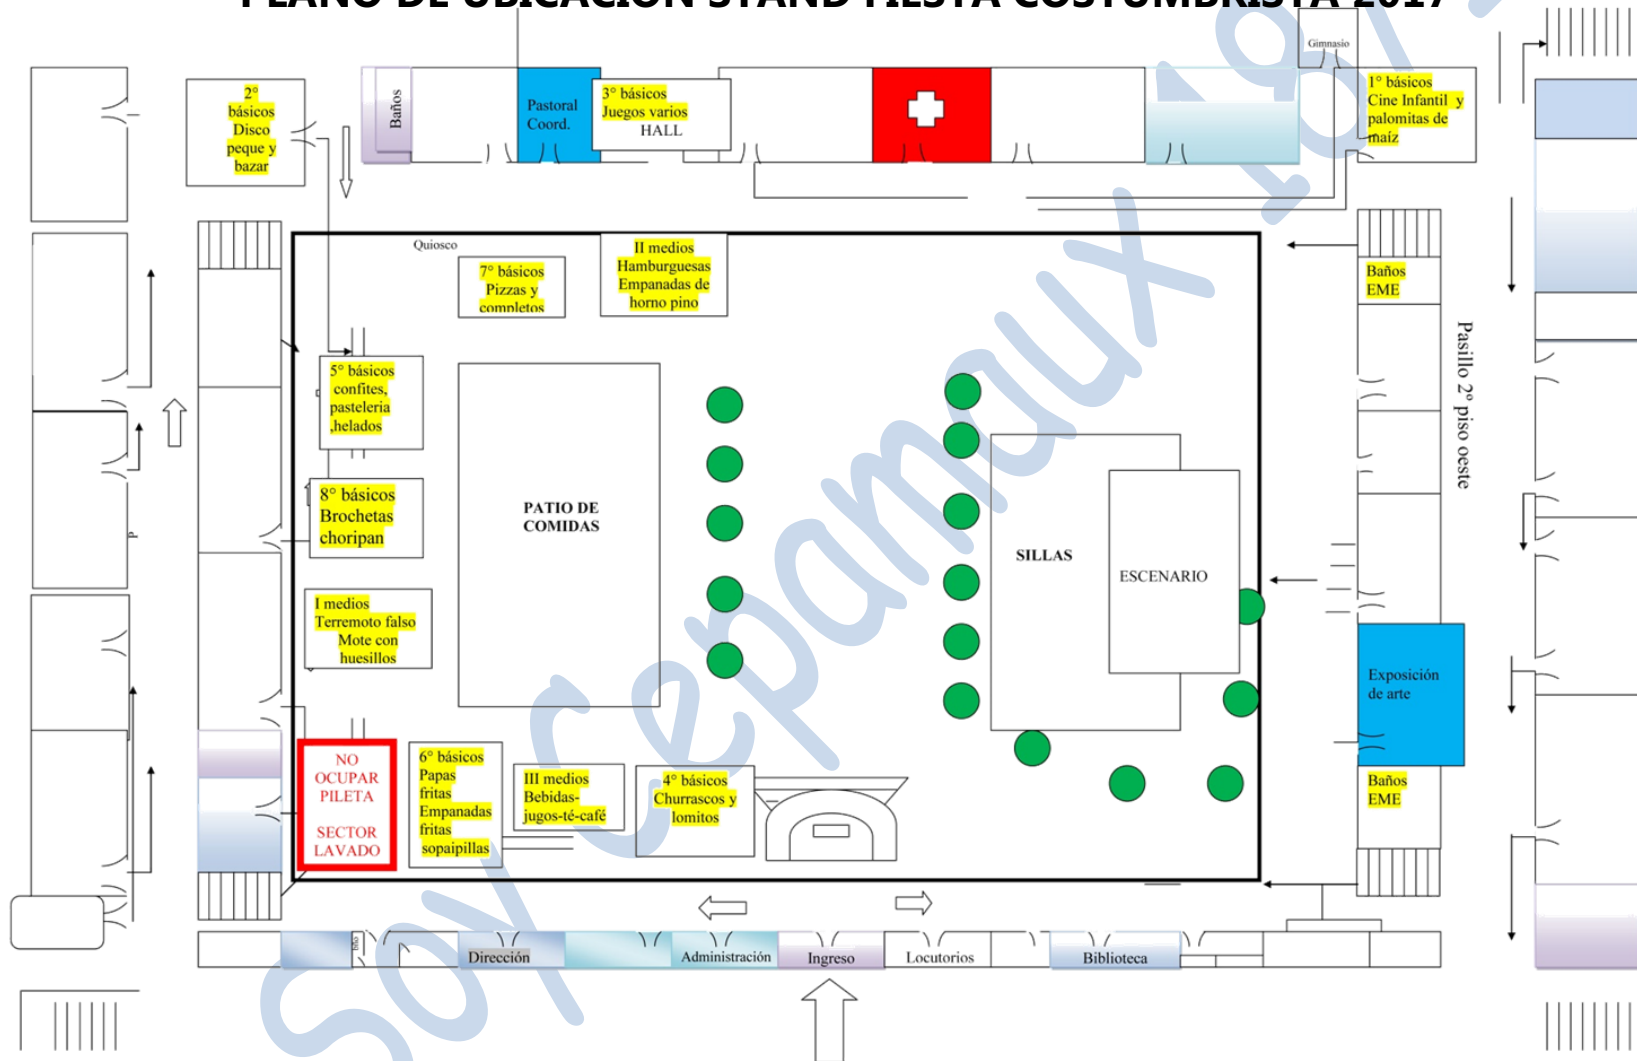 PLANO DE UBICACIÓN STAND FIESTA COSTUMBRISTA 2017
Gimnasio
2°
básicos
Disco
peque y
bazar
Baños
Pastoral
Coord.
3° básicos
Juegos varios
HALL
1° básicos
Cine Infantil y
palomitas de
maíz
Quiosco
7° básicos
Pizzas y
completos
II medios
Hamburguesas
Empanadas de
horno pino
Baños
EME
Pasillo 2° piso oeste
5° básicos
confites,
pasteleria
,helados
8° básicos
Brochetas
choripan
PATIO DE
COMIDAS
SILLAS
ESCENARIO
P
I medios
Terremoto falso
Mote con
huesillos
Exposición
de arte
NO
OCUPAR
PILETA
SECTOR
LAVADO
6° básicos
Papas
fritas
Empanadas
fritas
sopaipillas
III medios
Bebidas-
jugos-té-café
4° básicos
Churrascos y
lomitos
Baños
EME
Dirección
Administración
Ingreso
Locutorios
Biblioteca
Soy Cepamaux